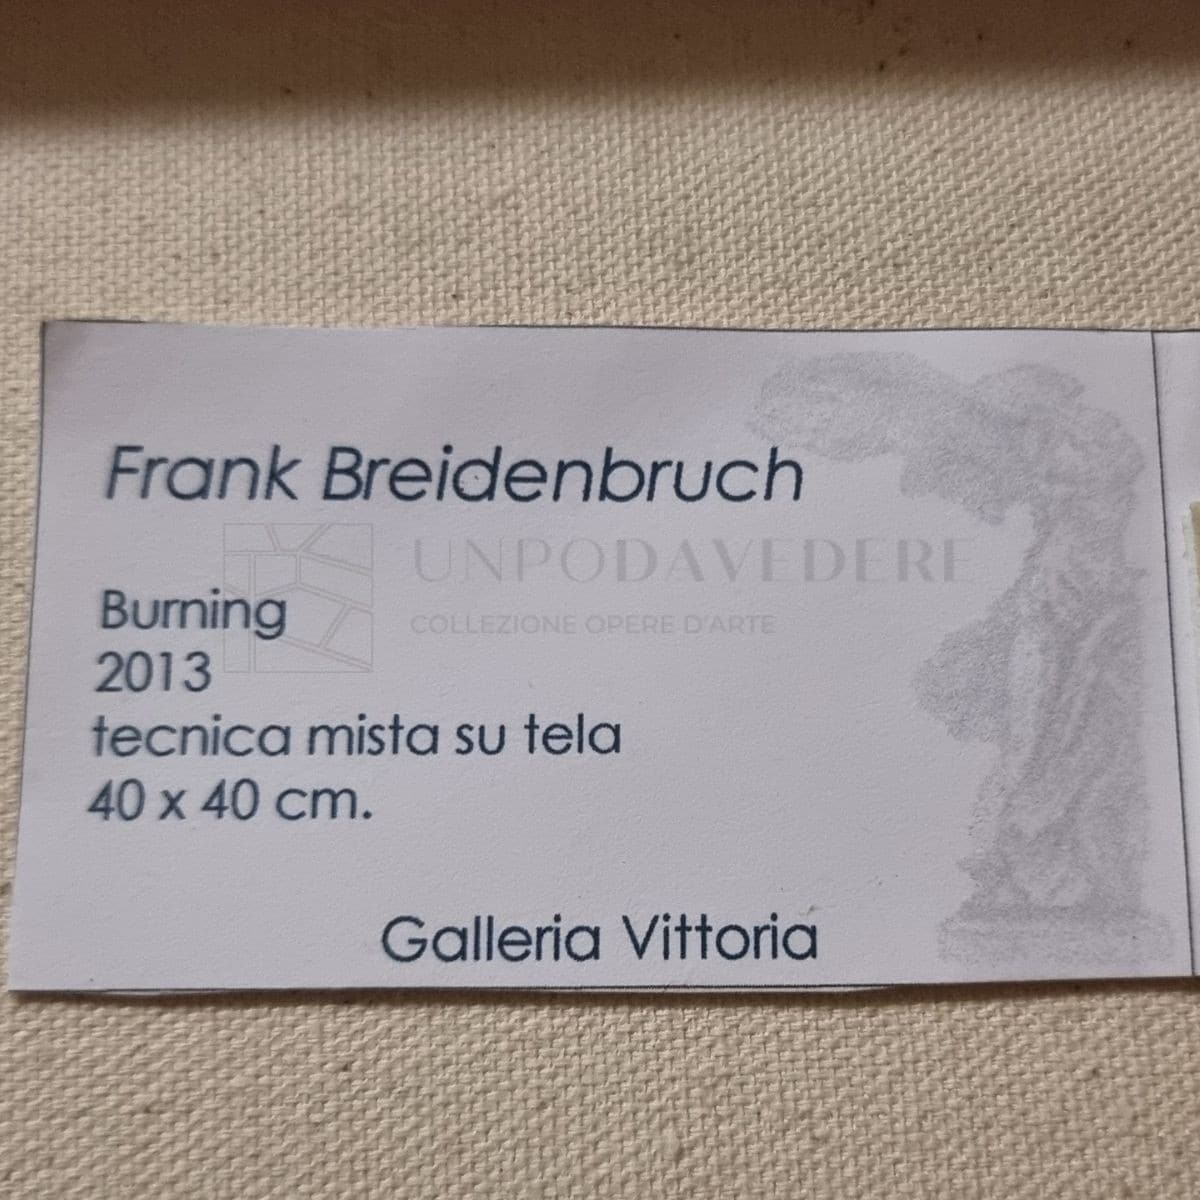 Frank Breidenbruch
UNPODAVEDERE
COLLEZIONE OPERE D'ARTE
Burning
2013
tecnica mista su tela
40 x 40 cm.
Galleria Vittoria